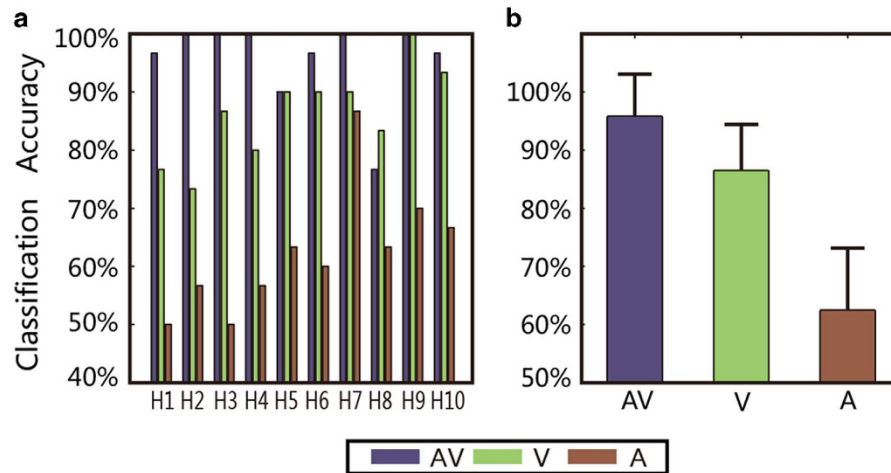 a
b
Classification Accuracy
100%
90%
80%
70%
60%
50%
40%
H1 H2 H3 H4 H5 H6 H7 H8 H9 H10
100%
90%
80%
70%
60%
50%
AV V A
AV V A